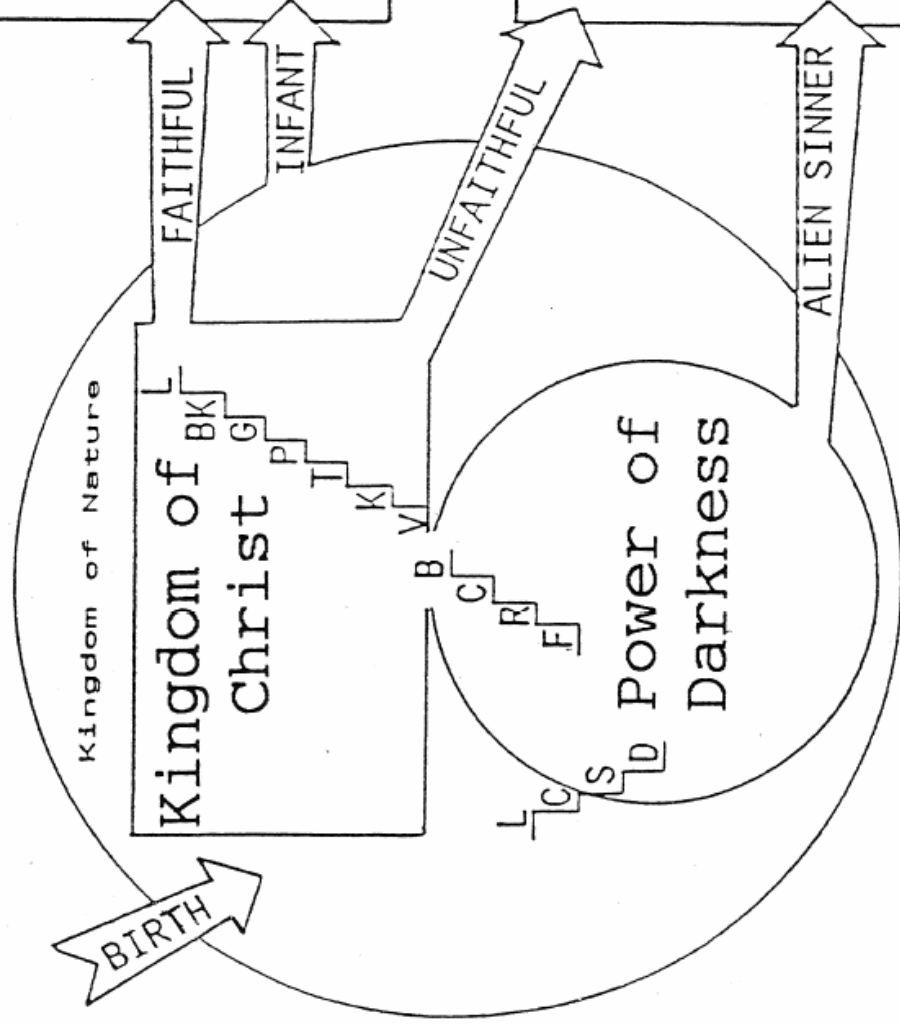 Kingdom of Nature
Kingdom of
Christ
Power of
Darkness
BIRTH
FAITHFUL
INFANT
UNFAITHFUL
ALIEN SINNER
L
C
S
D
F
R
C
B
V
K
T
P
G
BK
L